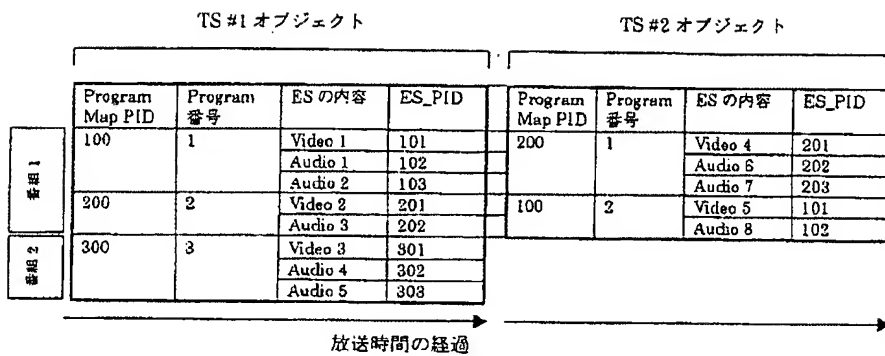 TS #1 オブジェクト
TS #2 オブジェクト
Program Map PID Program 番号 ESの内容 ES_PID
Program Map PID Program 番号 ESの内容 ES_PID
番組 1
100 1 Video 1 101
Audio 1 102
Audio 2 103
200 2 Video 2 201
Audio 3 202
番組 2
300 3 Video 3 301
Audio 4 302
Audio 5 303
200 1 Video 4 201
Audio 6 202
Audio 7 203
100 2 Video 5 101
Audio 8 102
放送時間の経過